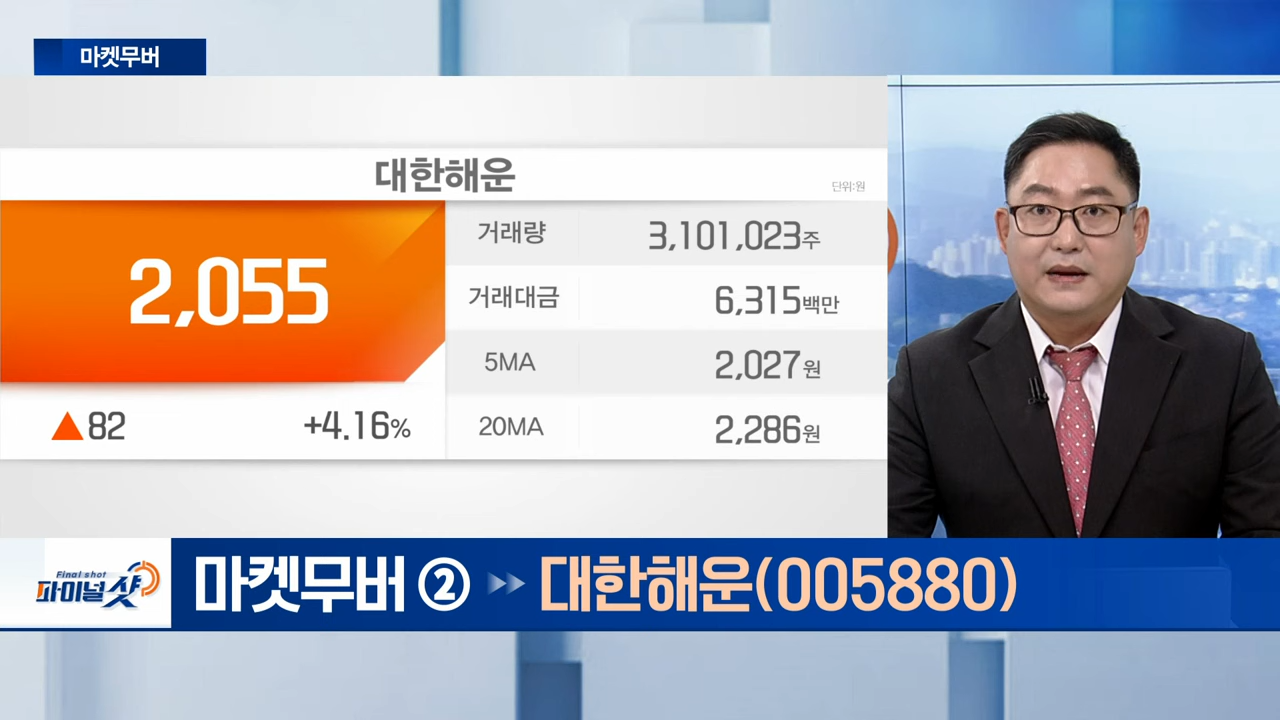 마켓무버
대한해운
단위:원
2,055
▲82 +4.16%
거래량 3,101,023주
거래대금 6,315백만
5MA 2,027원
20MA 2,286원
Final shot
파이널샷
마켓무버 ② 대한해운(005880)